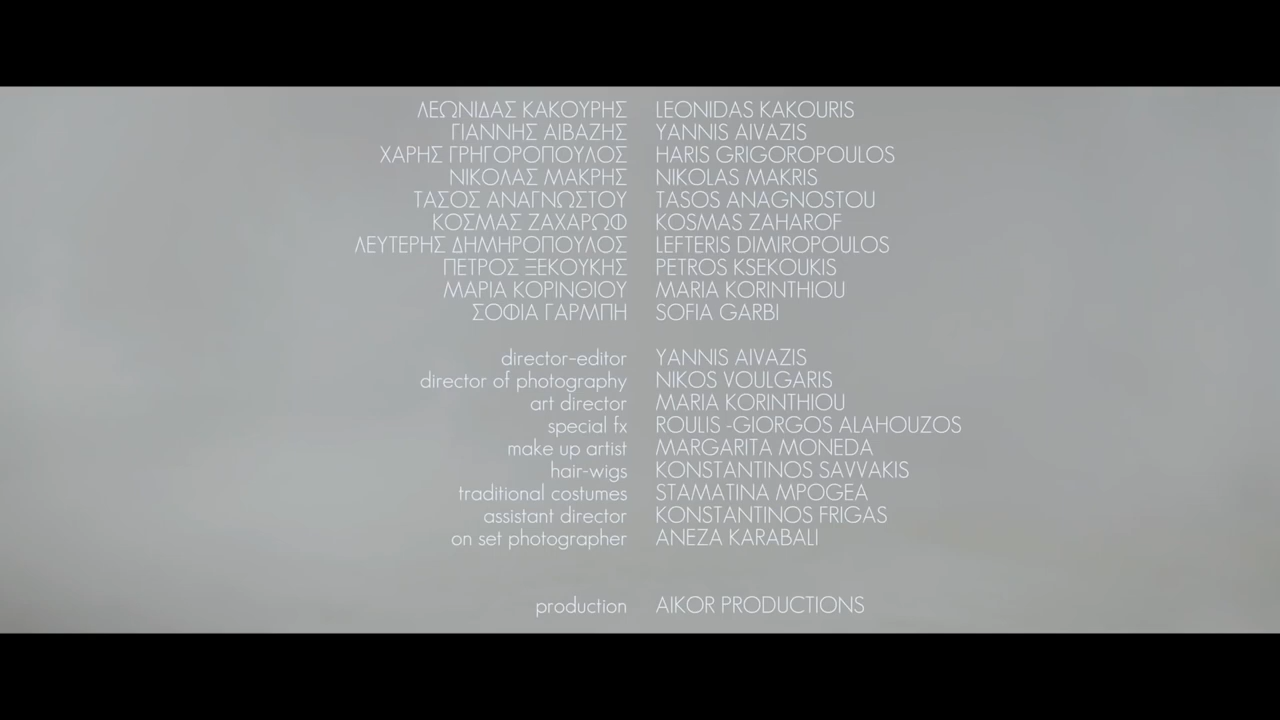 ΛΕΩΝΙΔΑΣ ΚΑΚΟΥΡΗΣ LEONIDAS KAKOURIS
ΓΙΑΝΝΗΣ ΑΙΒΑΖΗΣ YANNIS AIVAZIS
ΧΑΡΗΣ ΓΡΗΓΟΡΟΠΟΥΛΟΣ HARIS GRIGOROPOULOS
ΝΙΚΟΛΑΣ ΜΑΚΡΗΣ NIKOLAS MAKRIS
ΤΑΣΟΣ ΑΝΑΓΝΩΣΤΟΥ TASOS ANAGNOSTOU
ΚΟΣΜΑΣ ΖΑΧΑΡΩΦ KOSMAS ZAHAROF
ΛΕΥΤΕΡΗΣ ΔΗΜΗΡΟΠΟΥΛΟΣ LEFTERIS DIMIROPOULOS
ΠΕΤΡΟΣ ΞΕΚΟΥΚΗΣ PETROS KSEKOUKIS
ΜΑΡΙΑ ΚΟΡΙΝΘΙΟΥ MARIA KORINTHIOU
ΣΟΦΙΑ ΓΑΡΜΠΗ SOFIA GARBI
director-editor YANNIS AIVAZIS
director of photography NIKOS VOULGARIS
art director MARIA KORINTHIOU
special fx ROULIS -GIORGOS ALAHOUZOS
make up artist MARGARITA MONEDA
hair-wigs KONSTANTINOS SAVVAKIS
traditional costumes STAMATINA MPOGEA
assistant director KONSTANTINOS FRIGAS
on set photographer ANEZA KARABALI
production AIKOR PRODUCTIONS